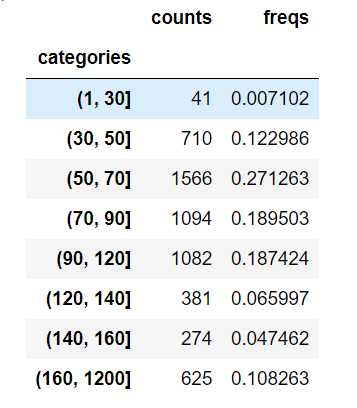 counts freqs
categories
(1, 30] 41 0.007102
(30, 50] 710 0.122986
(50, 70] 1566 0.271263
(70, 90] 1094 0.189503
(90, 120] 1082 0.187424
(120, 140] 381 0.065997
(140, 160] 274 0.047462
(160, 1200] 625 0.108263